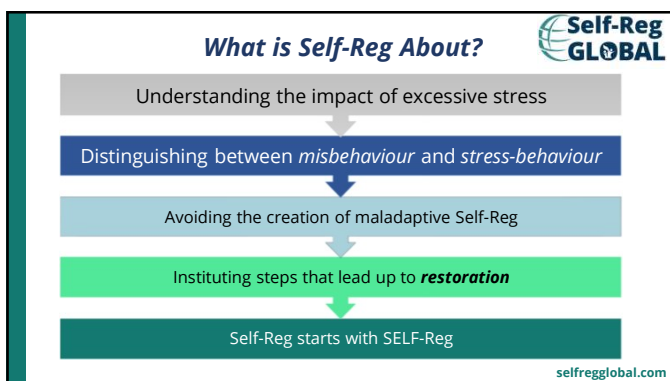 What is Self-Reg About?
Self-Reg
GLOBAL
Understanding the impact of excessive stress
Distinguishing between misbehaviour and stress-behaviour
Avoiding the creation of maladaptive Self-Reg
Instituting steps that lead up to restoration
Self-Reg starts with SELF-Reg
selfregglobal.com